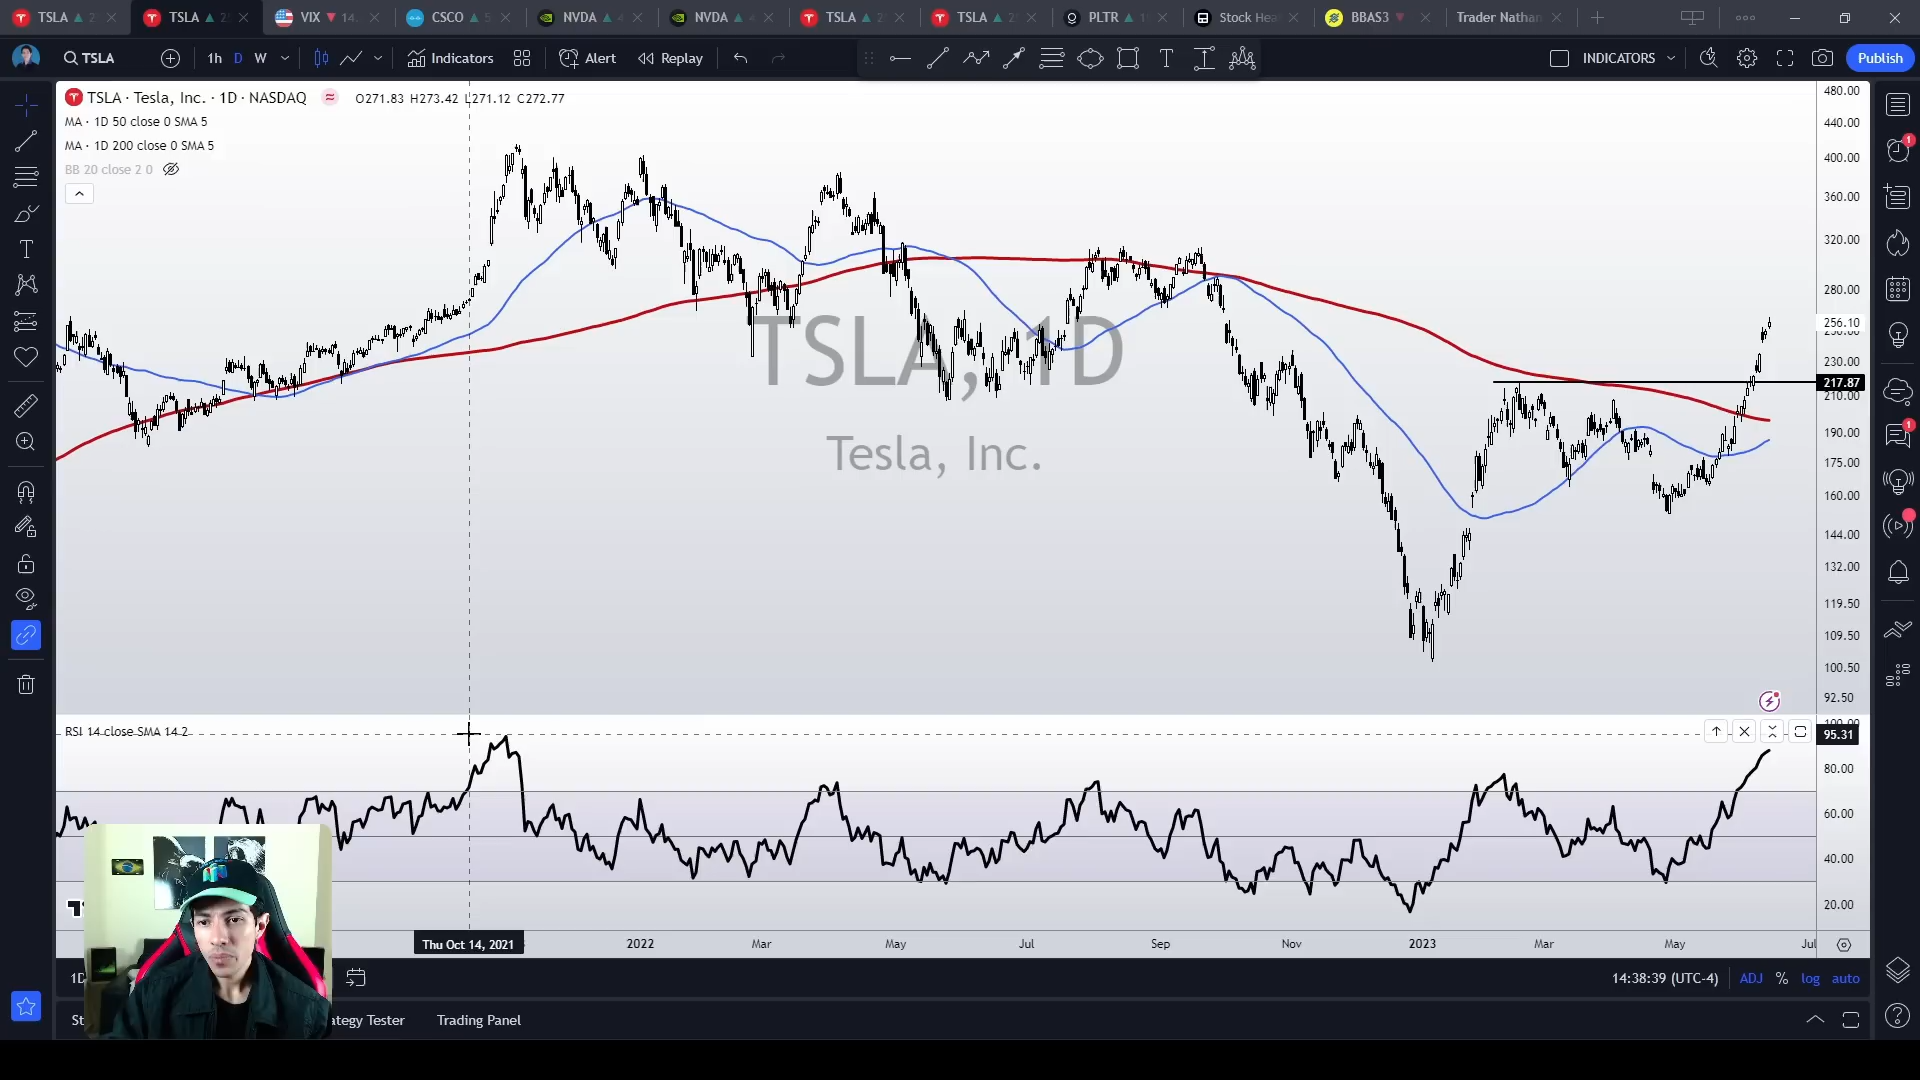 TSLA
TSLA
VIX 14.
CSCO
NVDA
NVDA
TSLA
TSLA
PLTR
Stock Hea
BBAS3
Trader Nathan
TSLA
1h D W
Indicators
Alert
Replay
INDICATORS
Publish
TSLA · Tesla, Inc. · 1D · NASDAQ O271.83 H273.42 L271.12 C272.77
MA · 1D 50 close 0 SMA 5
MA · 1D 200 close 0 SMA 5
BB 20 close 2 0
TSLA, 1D
Tesla, Inc.
480.00
440.00
400.00
360.00
320.00
280.00
256.10
230.00
217.87
210.00
190.00
175.00
160.00
144.00
132.00
119.50
109.50
100.50
92.50
RSI 14 close SMA 14 2
100.00
95.31
80.00
60.00
40.00
20.00
Thu Oct 14, 2021
2022 Mar May Jul Sep Nov 2023 Mar May Jul
1D
14:38:39 (UTC-4) ADJ % log auto
St
ategy Tester
Trading Panel